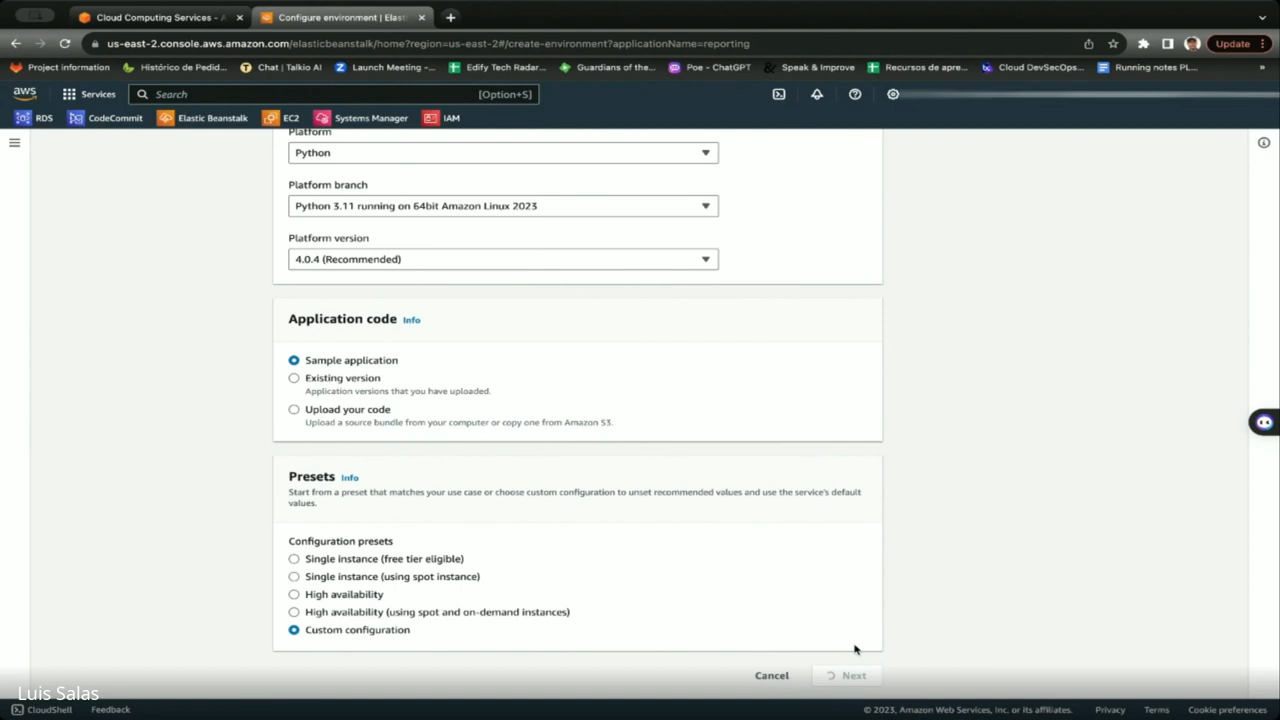 Cloud Computing Services - A
Configure environment | Elast
us-east-2.console.aws.amazon.com/elasticbeanstalk/home?region=us-east-2#/create-environment?applicationName=reporting
Update
Project information
Histórico de Pedid...
Chat | Talkio AI
Launch Meeting -...
Edify Tech Radar...
Guardians of the...
Poe - ChatGPT
Speak & Improve
Recursos de apre...
Cloud DevSecOps...
Running notes PL...
»
aws
Services
Search
[Option+S]
RDS
CodeCommit
Elastic Beanstalk
EC2
Systems Manager
IAM
Platform
Python
Platform branch
Python 3.11 running on 64bit Amazon Linux 2023
Platform version
4.0.4 (Recommended)
Application code Info
Sample application
Existing version
Application versions that you have uploaded.
Upload your code
Upload a source bundle from your computer or copy one from Amazon S3.
Presets Info
Start from a preset that matches your use case or choose custom configuration to unset recommended values and use the service's default
values.
Configuration presets
Single instance (free tier eligible)
Single instance (using spot instance)
High availability
High availability (using spot and on-demand instances)
Custom configuration
Cancel
Next
Luis Salas
CloudShell
Feedback
© 2023, Amazon Web Services, Inc. or its affiliates.
Privacy
Terms
Cookie preferences